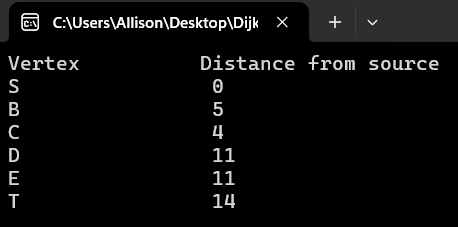 C:\Users\Allison\Desktop\Dijk
Vertex Distance from source
S 0
B 5
C 4
D 11
E 11
T 14